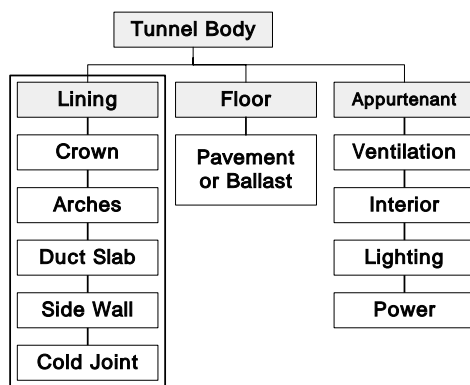 Tunnel Body
Lining
Floor
Appurtenant
Crown
Pavement
or Ballast
Ventilation
Arches
Interior
Duct Slab
Lighting
Side Wall
Power
Cold Joint